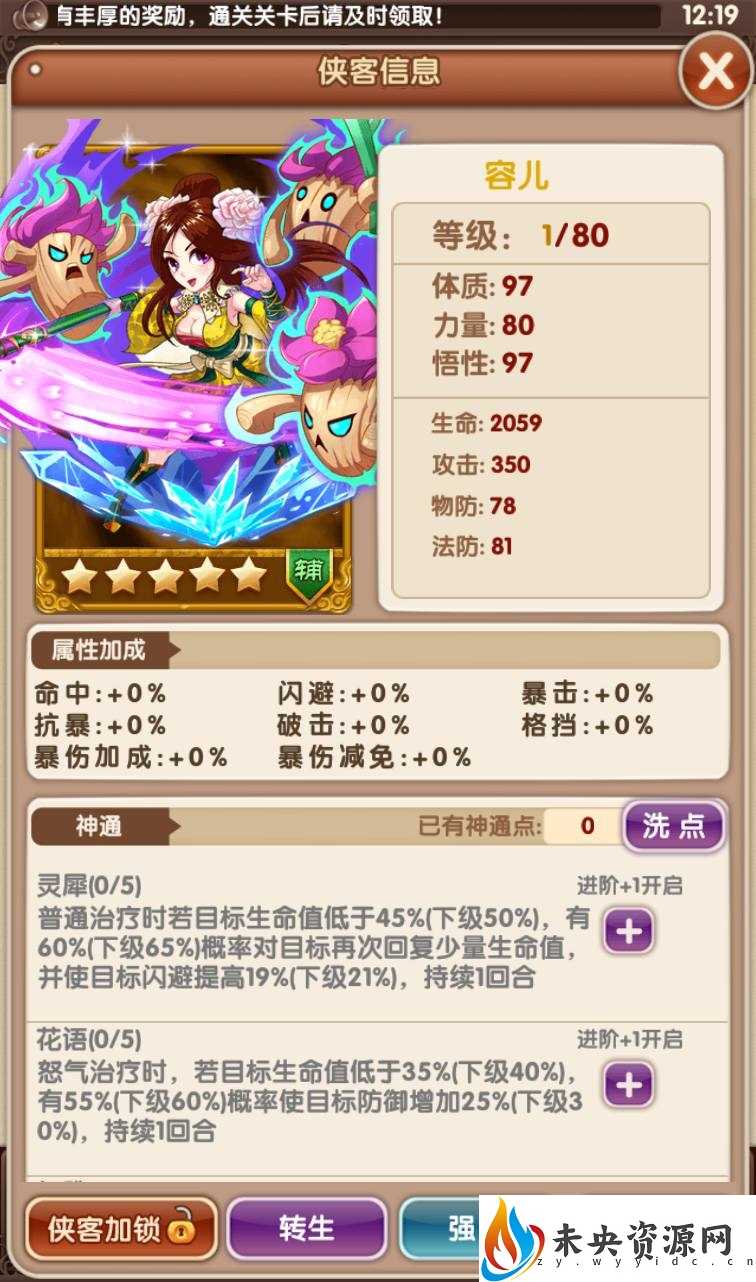 有丰厚的奖励，通关关卡后请及时领取！
12:19
侠客信息
容儿
等级：1/80
体质: 97
力量: 80
悟性: 97
生命: 2059
攻击: 350
物防: 78
法防: 81
辅
属性加成
命中:+0% 闪避:+0% 暴击:+0%
抗暴:+0% 破击:+0% 格挡:+0%
暴伤加成:+0% 暴伤减免:+0%
神通 已有神通点: 0 洗点
灵犀(0/5) 进阶+1开启
普通治疗时若目标生命值低于45%(下级50%)，有
60%(下级65%)概率对目标再次回复少量生命值，
并使目标闪避提高19%(下级21%)，持续1回合
花语(0/5) 进阶+1开启
怒气治疗时，若目标生命值低于35%(下级40%)，
有55%(下级60%)概率使目标防御增加25%(下级3
0%)，持续1回合
侠客加锁 转生 强
未央资源网
zy.wyyidc.cn